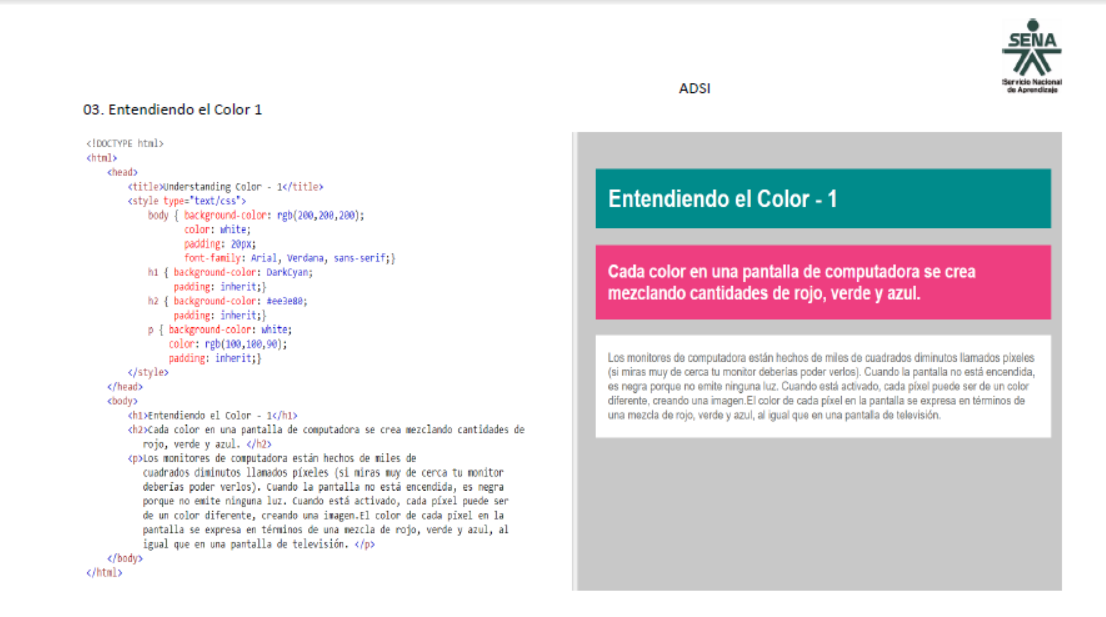 SENA
Servicio Nacional
de Aprendizaje
ADSI
03. Entendiendo el Color 1
<!DOCTYPE html>
<html>
<head>
<title>Understanding Color - 1</title>
<style type="text/css">
body { background-color: rgb(200,200,200);
color: white;
padding: 20px;
font-family: Arial, Verdana, sans-serif;}
h1 { background-color: DarkCyan;
padding: inherit;}
h2 { background-color: #ee3e80;
padding: inherit;}
p { background-color: white;
color: rgb(100,100,90);
padding: inherit;}
</style>
</head>
<body>
<h1>Entendiendo el Color - 1</h1>
<h2>Cada color en una pantalla de computadora se crea mezclando cantidades de
rojo, verde y azul. </h2>
<p>Los monitores de computadora están hechos de miles de
cuadrados diminutos llamados píxeles (si miras muy de cerca tu monitor
deberías poder verlos). Cuando la pantalla no está encendida, es negra
porque no emite ninguna luz. Cuando está activado, cada píxel puede ser
de un color diferente, creando una imagen.El color de cada píxel en la
pantalla se expresa en términos de una mezcla de rojo, verde y azul, al
igual que en una pantalla de televisión. </p>
</body>
</html>
Entendiendo el Color - 1
Cada color en una pantalla de computadora se crea
mezclando cantidades de rojo, verde y azul.
Los monitores de computadora están hechos de miles de cuadrados diminutos llamados píxeles
(si miras muy de cerca tu monitor deberías poder verlos). Cuando la pantalla no está encendida,
es negra porque no emite ninguna luz. Cuando está activado, cada píxel puede ser de un color
diferente, creando una imagen.El color de cada píxel en la pantalla se expresa en términos de
una mezcla de rojo, verde y azul, al igual que en una pantalla de televisión.